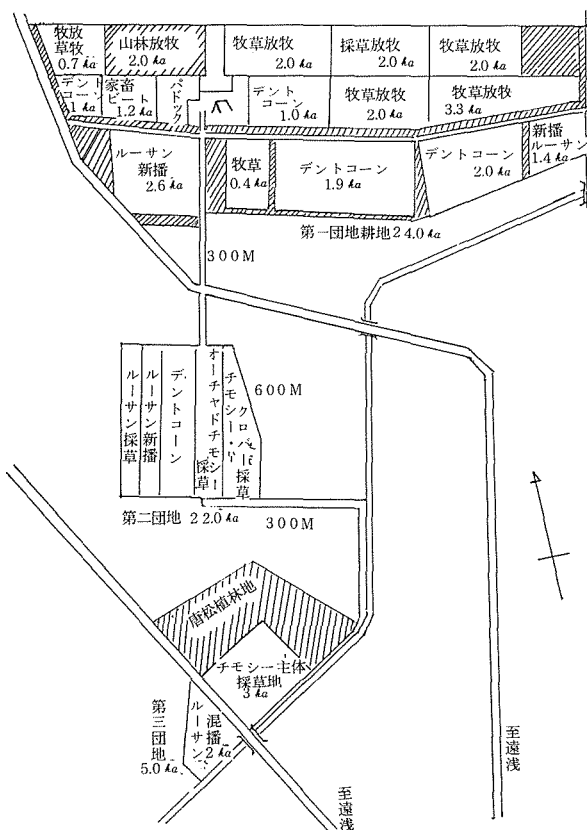 牧放
草牧
0.7 ha
山林放牧
2.0 ha
牧草放牧
2.0 ha
採草放牧
2.0 ha
牧草放牧
2.0 ha
デント
コーン
1 ha
家畜
ビート
1.2 ha
パドック
デント
コーン
1.0 ha
牧草放牧
2.0 ha
牧草放牧
3.3 ha
ルーサン
新播
2.6 ha
牧草
0.4 ha
デントコーン
1.9 ha
デントコーン
2.0 ha
新播
ルーサン
1.4 ha
第一団地耕地24.0 ha
300M
ルーサン採草
ルーサン新播
デントコーン
オーチャドチモシー
採草
チモシー・
クロバー
採草
600M
第二団地 22.0 ha
300M
唐松植林地
チモシー主体
採草地
3 ha
第三団地
5.0 ha
ルーサン
混播
2 ha
至遠浅
至遠浅